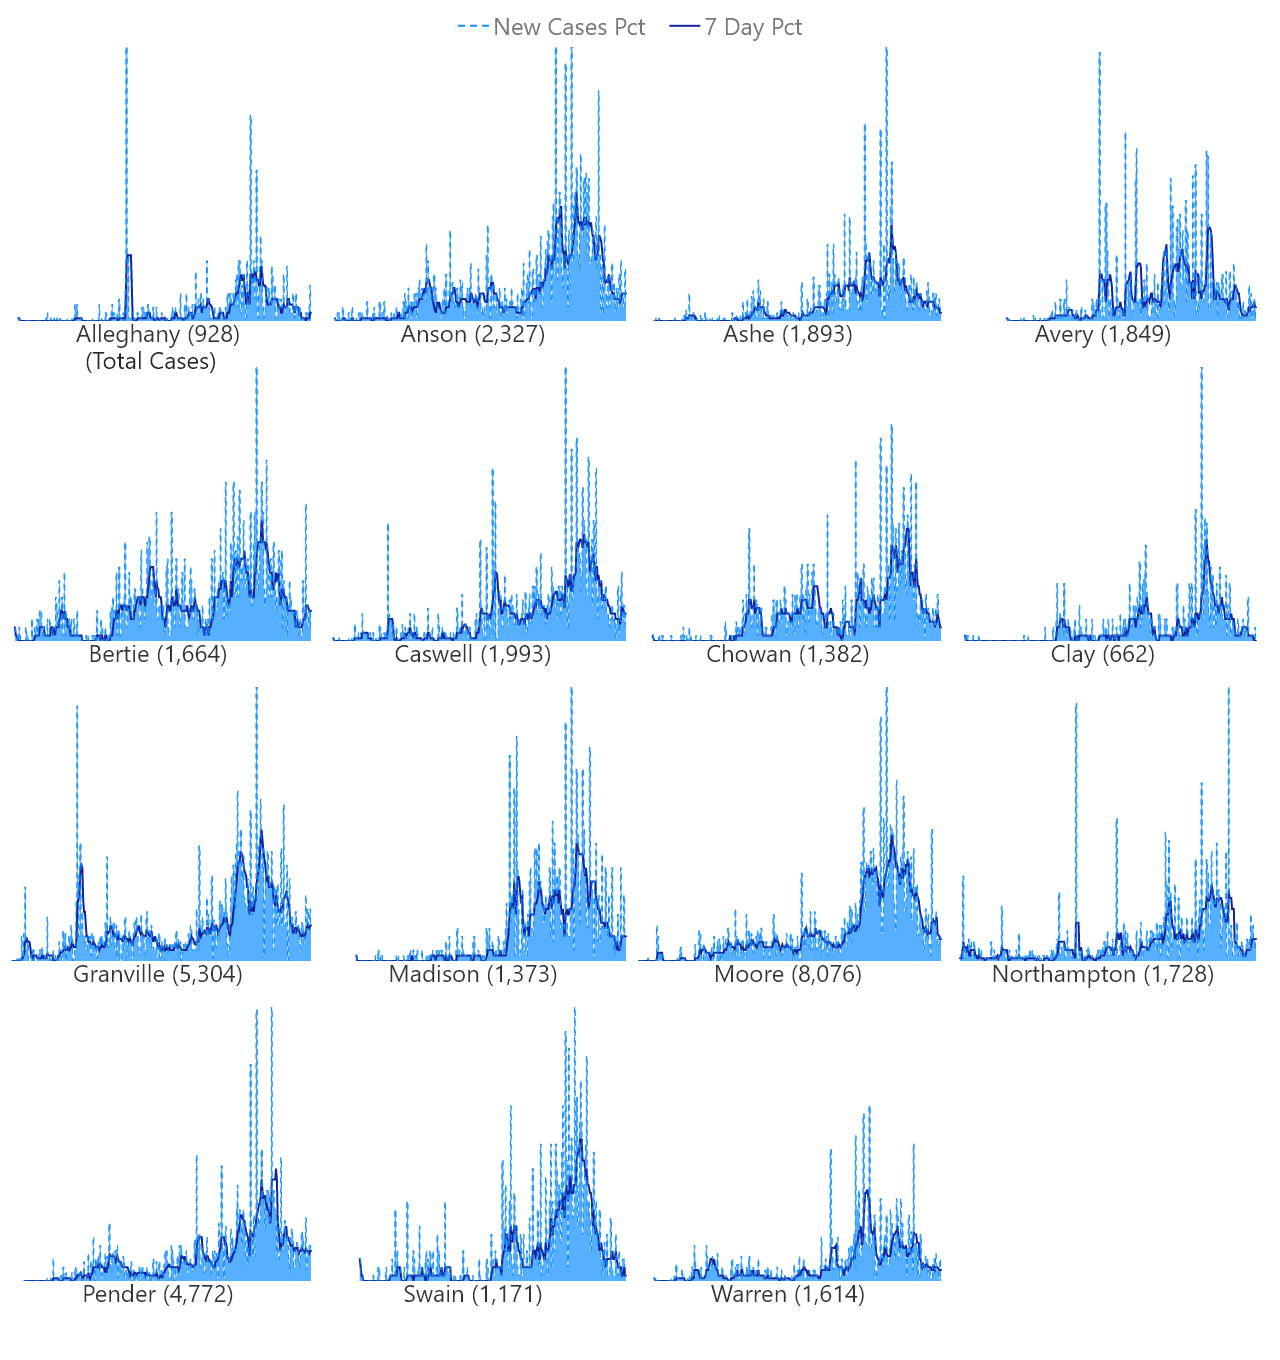 New Cases Pct 7 Day Pct
Alleghany (928) Anson (2,327) Ashe (1,893) Avery (1,849)
(Total Cases)
Bertie (1,664) Caswell (1,993) Chowan (1,382) Clay (662)
Granville (5,304) Madison (1,373) Moore (8,076) Northampton (1,728)
Pender (4,772) Swain (1,171) Warren (1,614)